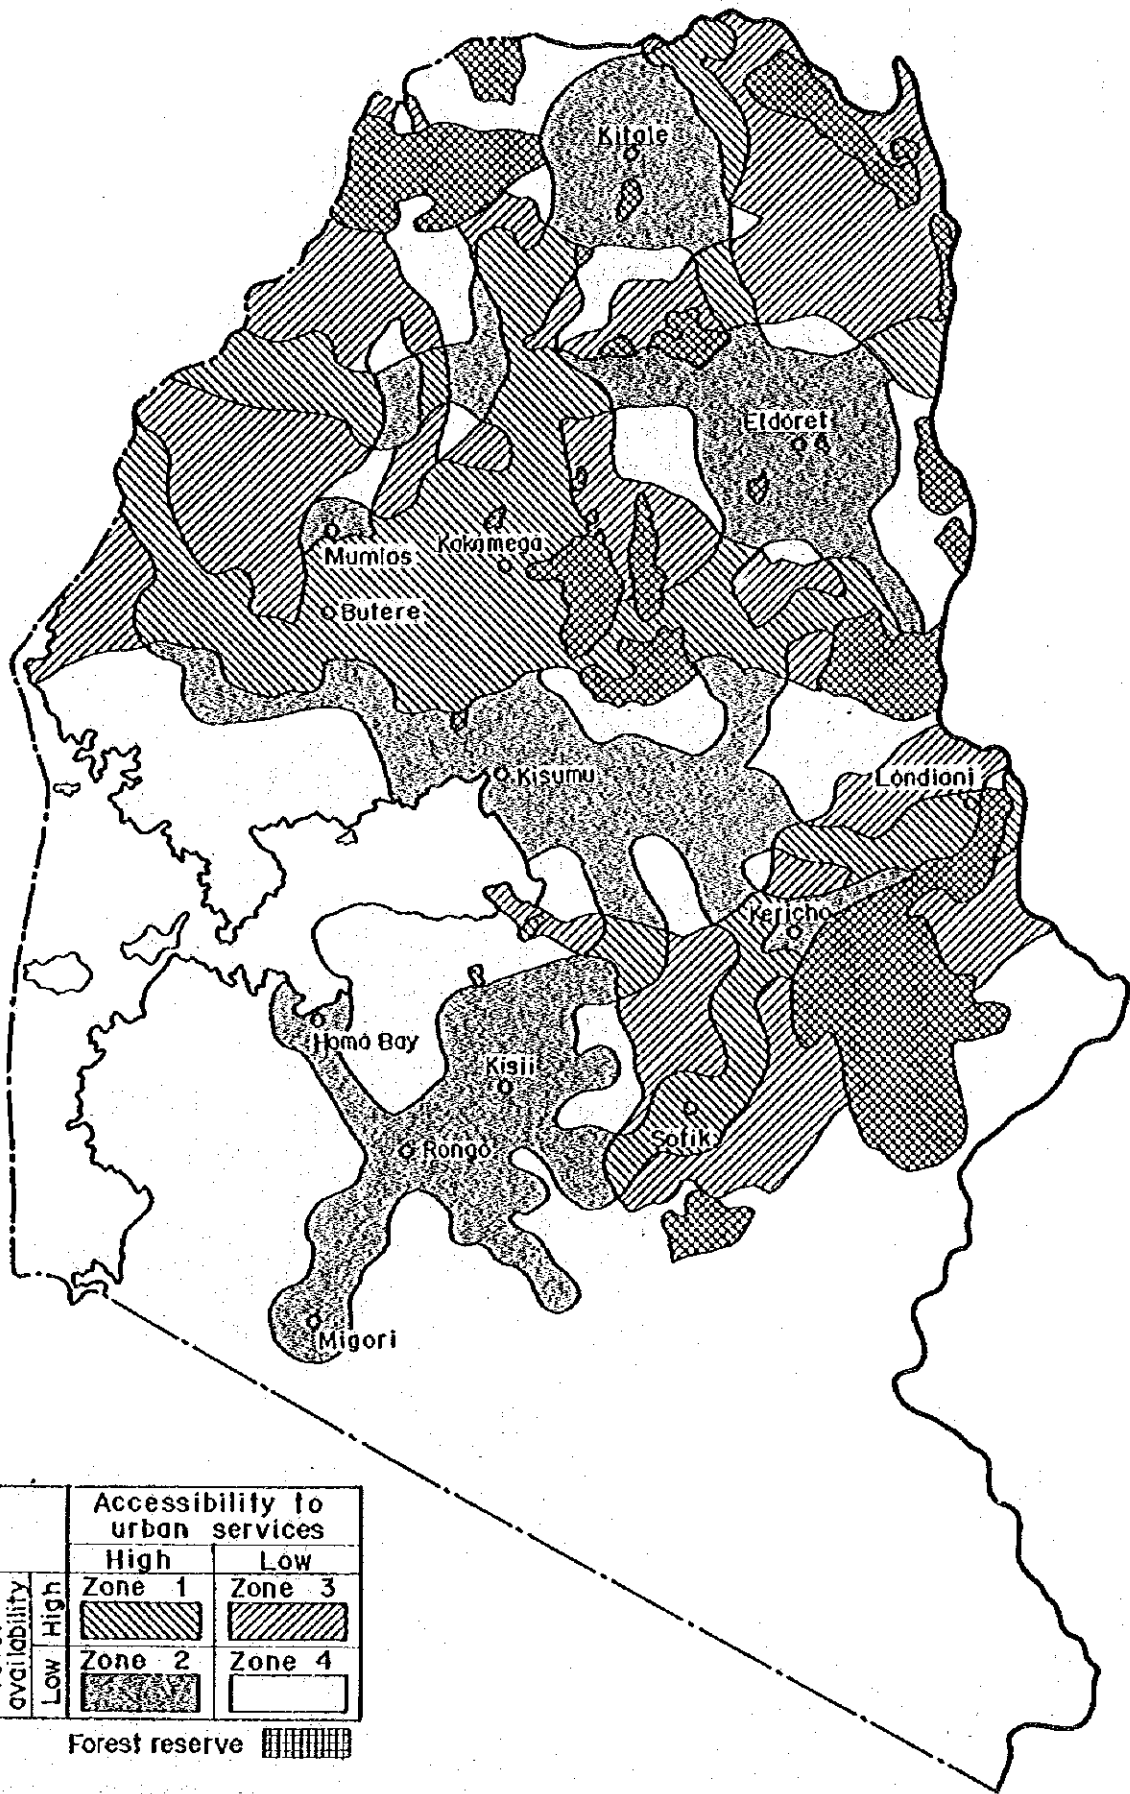 Kitale
Eldoret
Mumias
Kakamega
Butere
Kisumu
Londiani
Kericho
Homa Bay
Kisii
Sotik
Rongo
Migori
Accessibility to
urban services
High
Low
availability
High
Zone 1
Zone 3
Low
Zone 2
Zone 4
Forest reserve